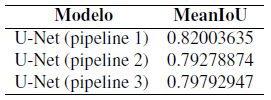 Modelo MeanIoU
U-Net (pipeline 1) 0.82003635
U-Net (pipeline 2) 0.79278874
U-Net (pipeline 3) 0.79792947